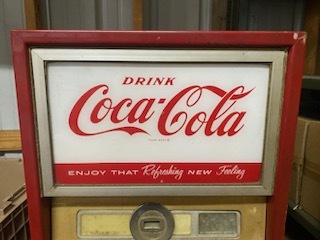 DRINK
Coca-Cola
ENJOY THAT Refreshing NEW Feeling